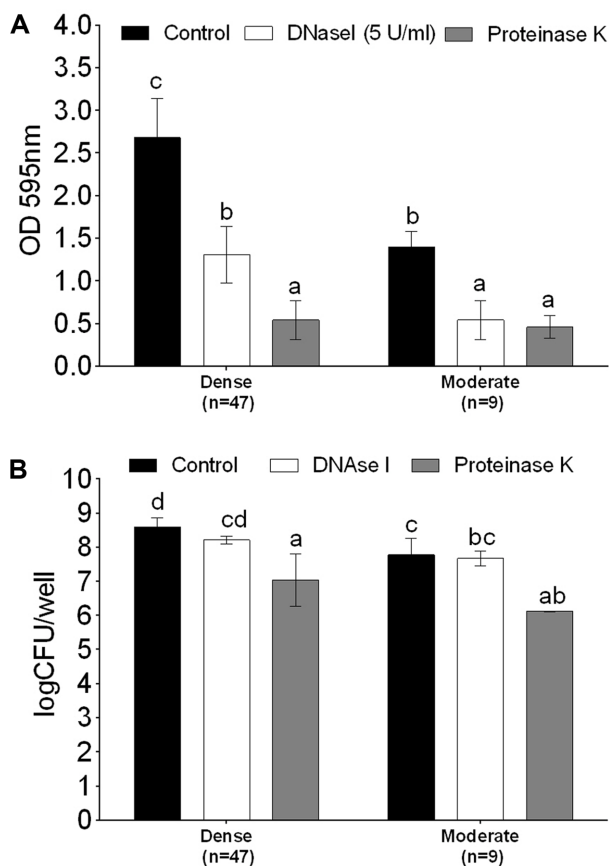 A
Control DNaseI (5 U/ml) Proteinase K
4.0
3.5
3.0
2.5
2.0
1.5
1.0
0.5
0.0
OD 595nm
c
b
a
b
a
a
Dense
(n=47)
Moderate
(n=9)
B
Control DNAse I Proteinase K
10
9
8
7
6
5
4
3
2
1
0
logCFU/well
d
cd
a
c
bc
ab
Dense
(n=47)
Moderate
(n=9)